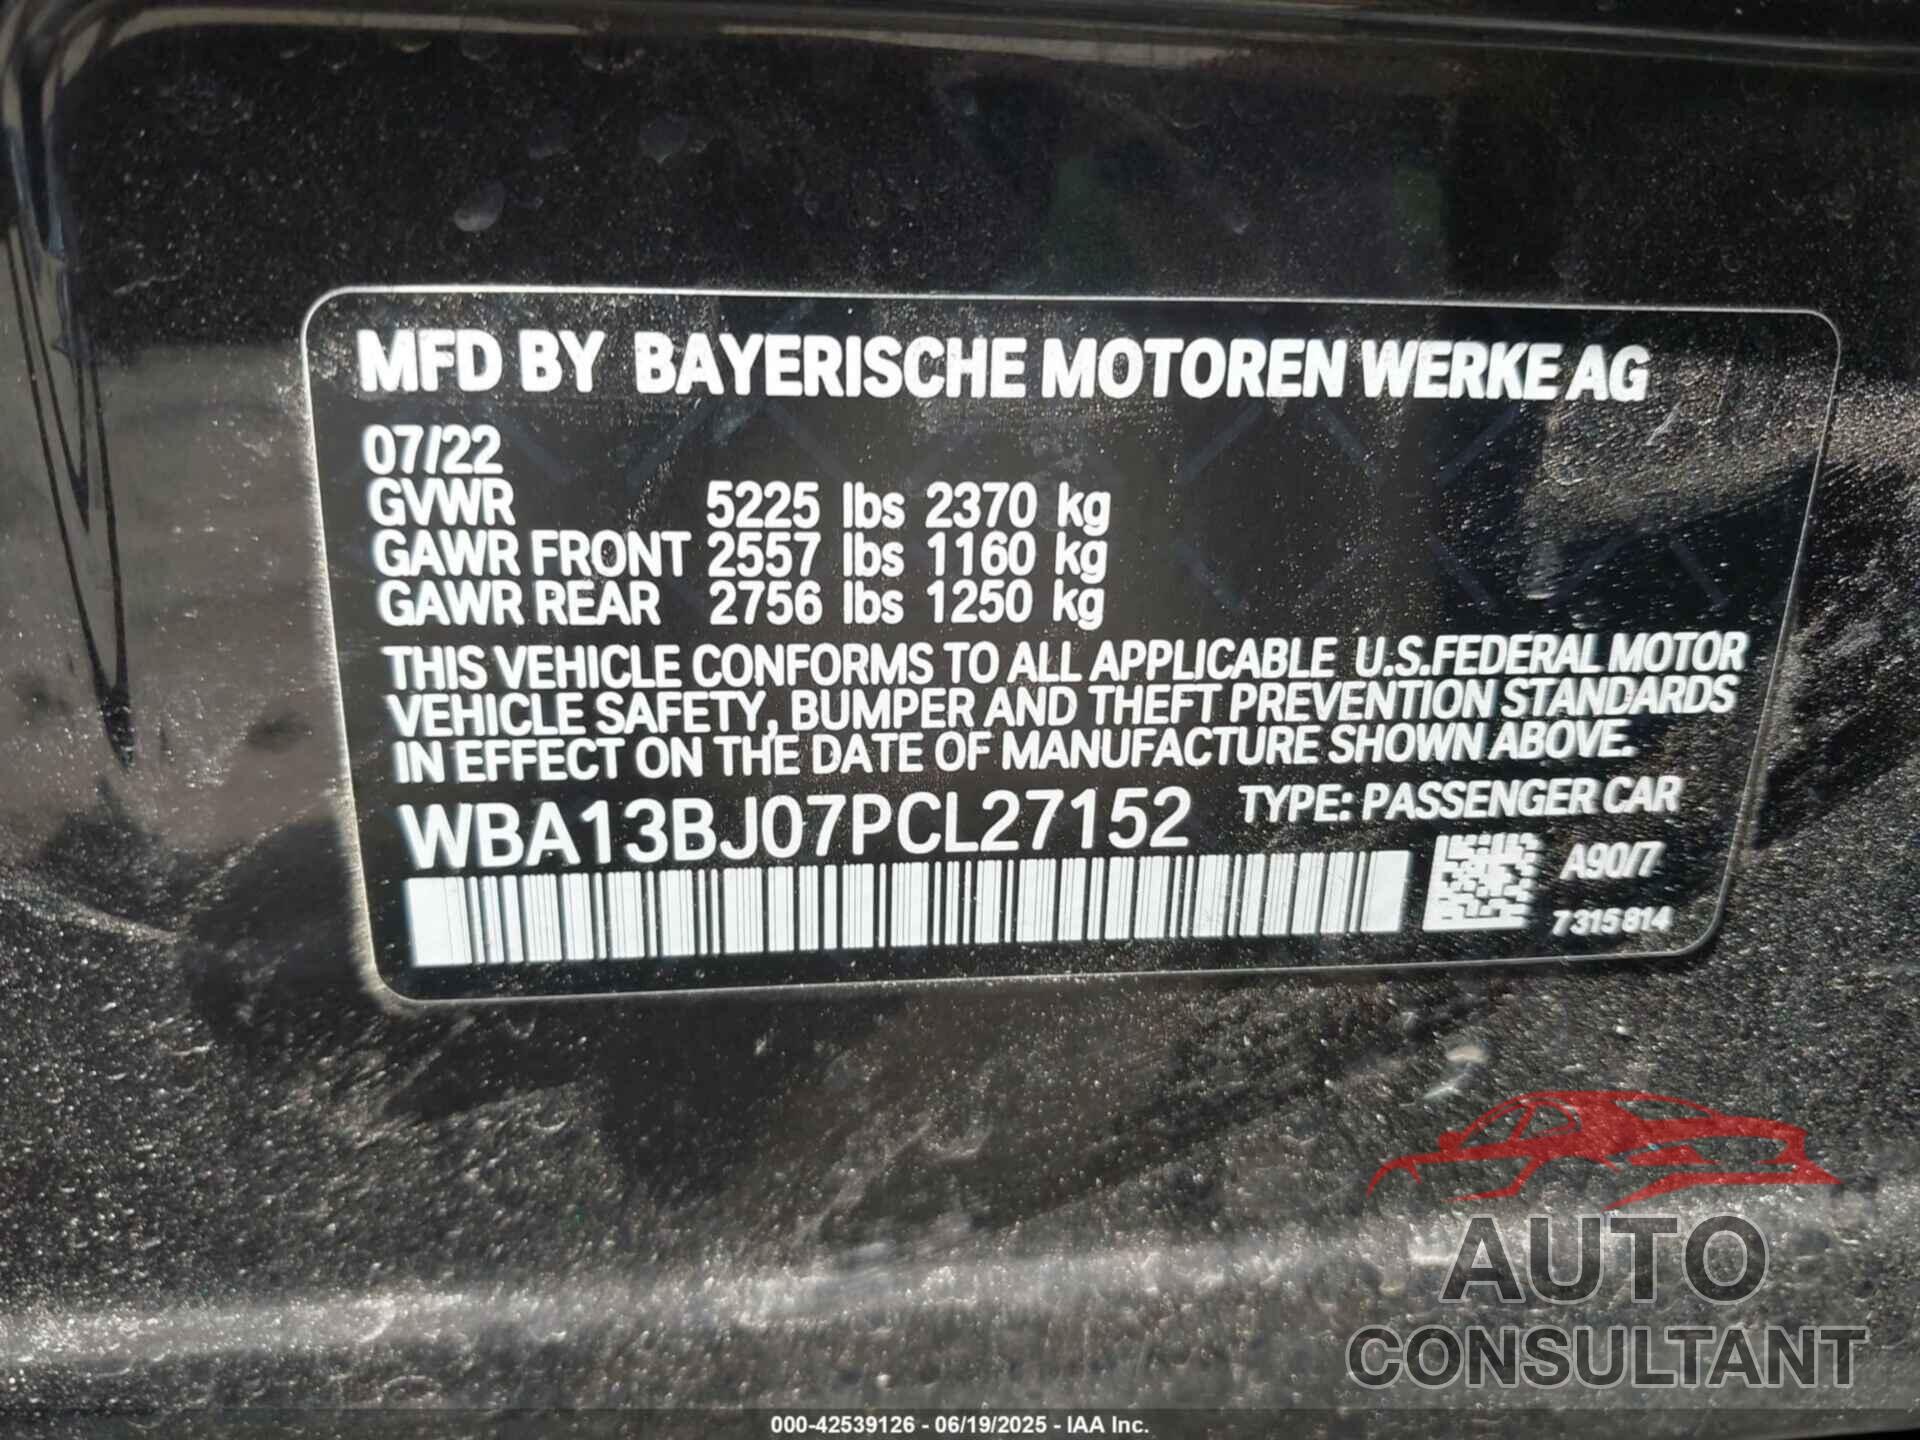 MFD BY BAYERISCHE MOTOREN WERKE AG
07/22
GVWR 5225 lbs 2370 kg
GAWR FRONT 2557 lbs 1160 kg
GAWR REAR 2756 lbs 1250 kg
THIS VEHICLE CONFORMS TO ALL APPLICABLE U.S.FEDERAL MOTOR
VEHICLE SAFETY, BUMPER AND THEFT PREVENTION STANDARDS
IN EFFECT ON THE DATE OF MANUFACTURE SHOWN ABOVE.
WBA13BJ07PCL27152 TYPE: PASSENGER CAR
A90/7
7315814
AUTO
CONSULTANT
000-42539126 - 06/19/2025 - IAA Inc.